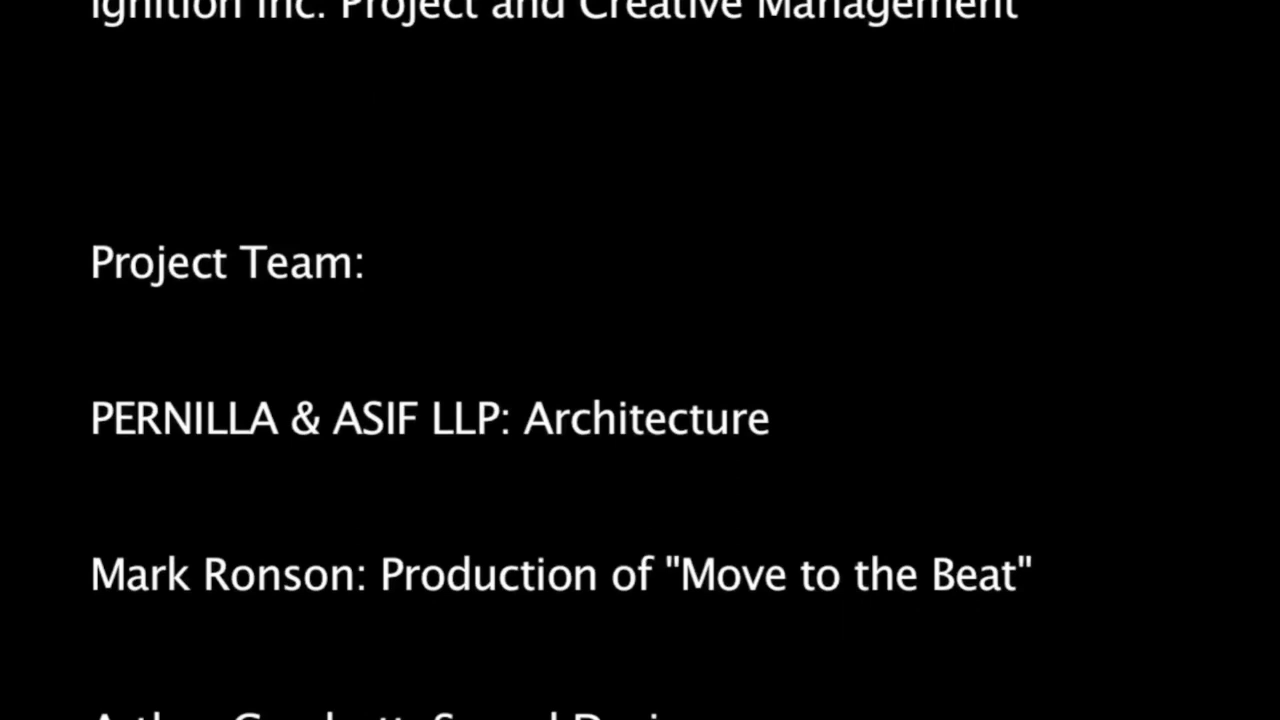 Ignition Inc. Project and Creative Management
Project Team:
PERNILLA & ASIF LLP: Architecture
Mark Ronson: Production of "Move to the Beat"